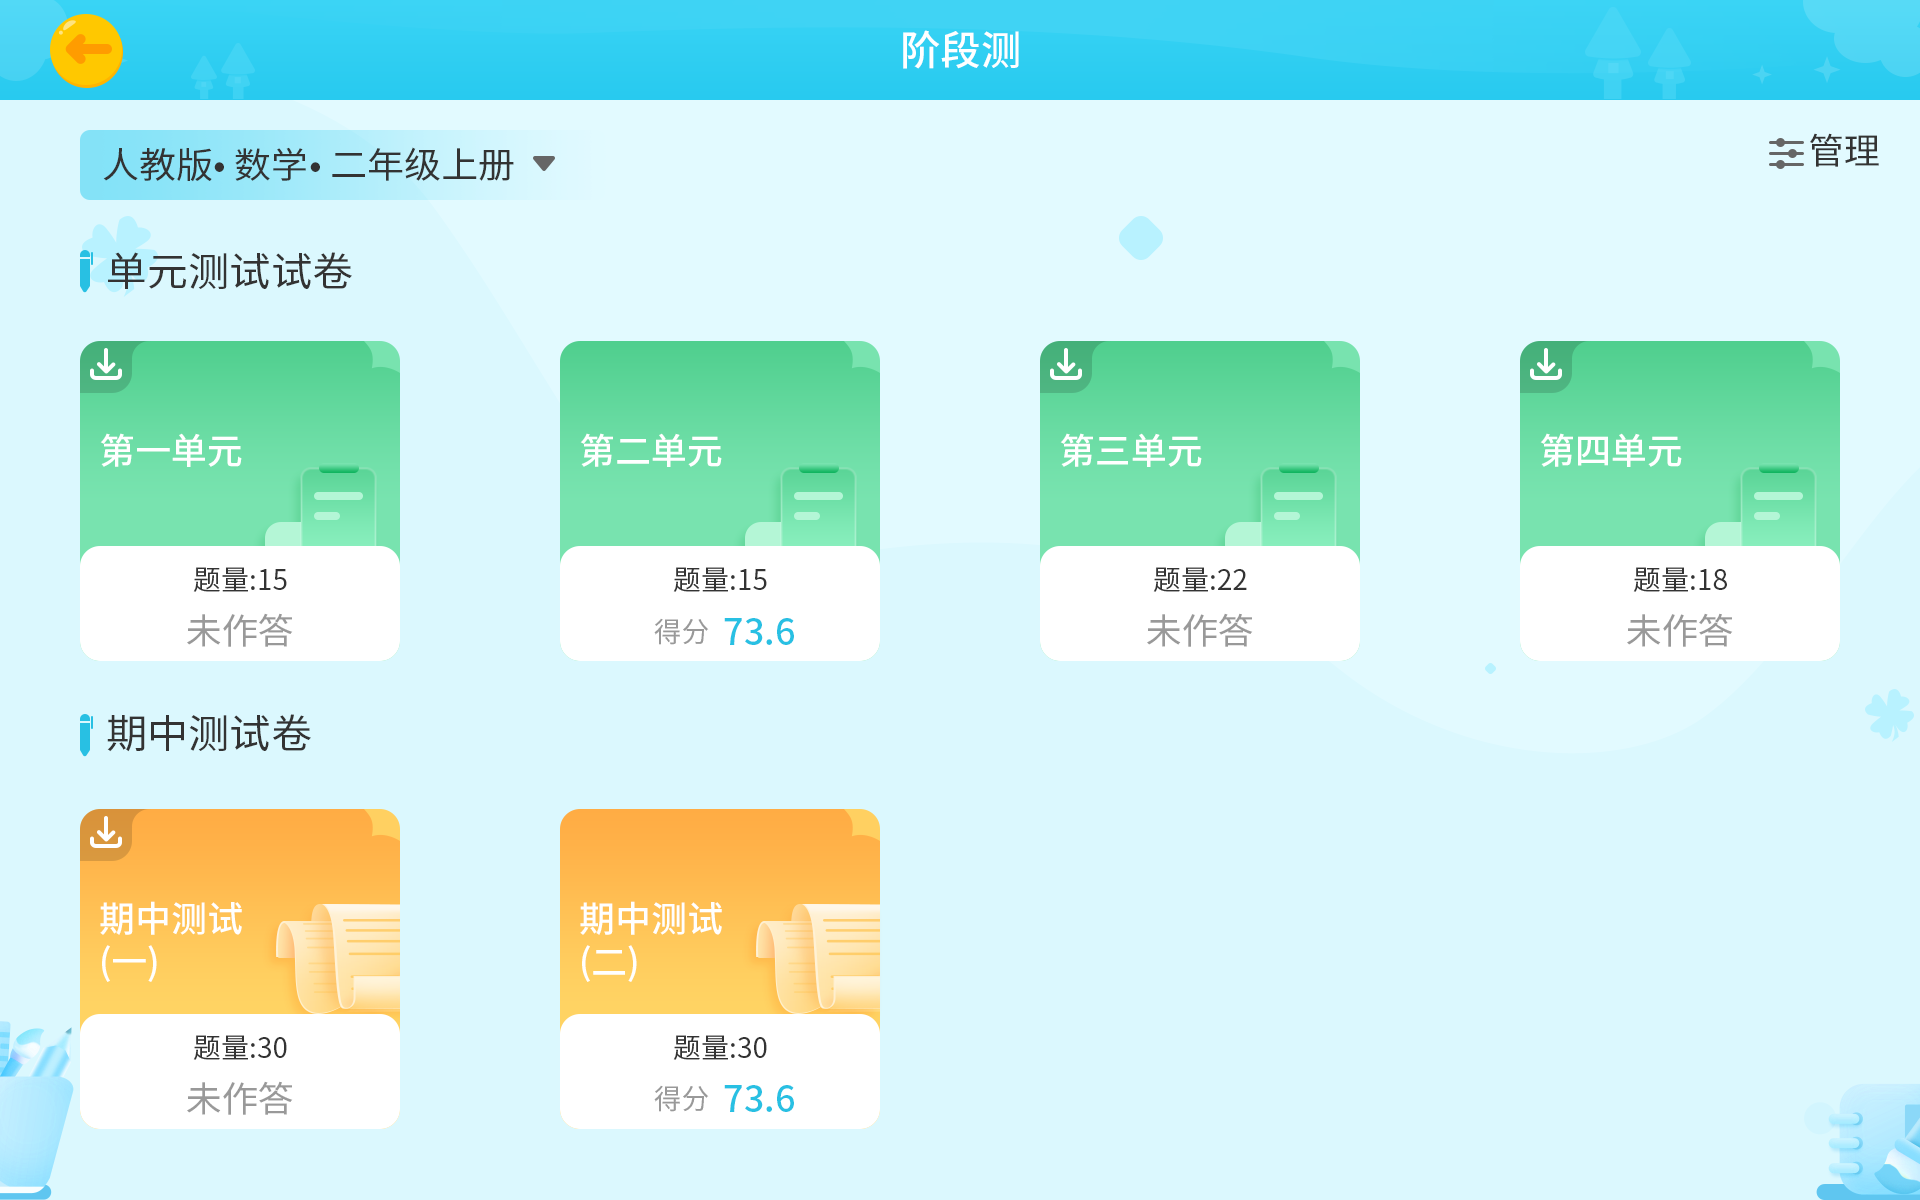 阶段测
人教版• 数学• 二年级上册
管理
单元测试试卷
第一单元
题量:15
未作答
第二单元
题量:15
得分 73.6
第三单元
题量:22
未作答
第四单元
题量:18
未作答
期中测试卷
期中测试
(一)
题量:30
未作答
期中测试
(二)
题量:30
得分 73.6